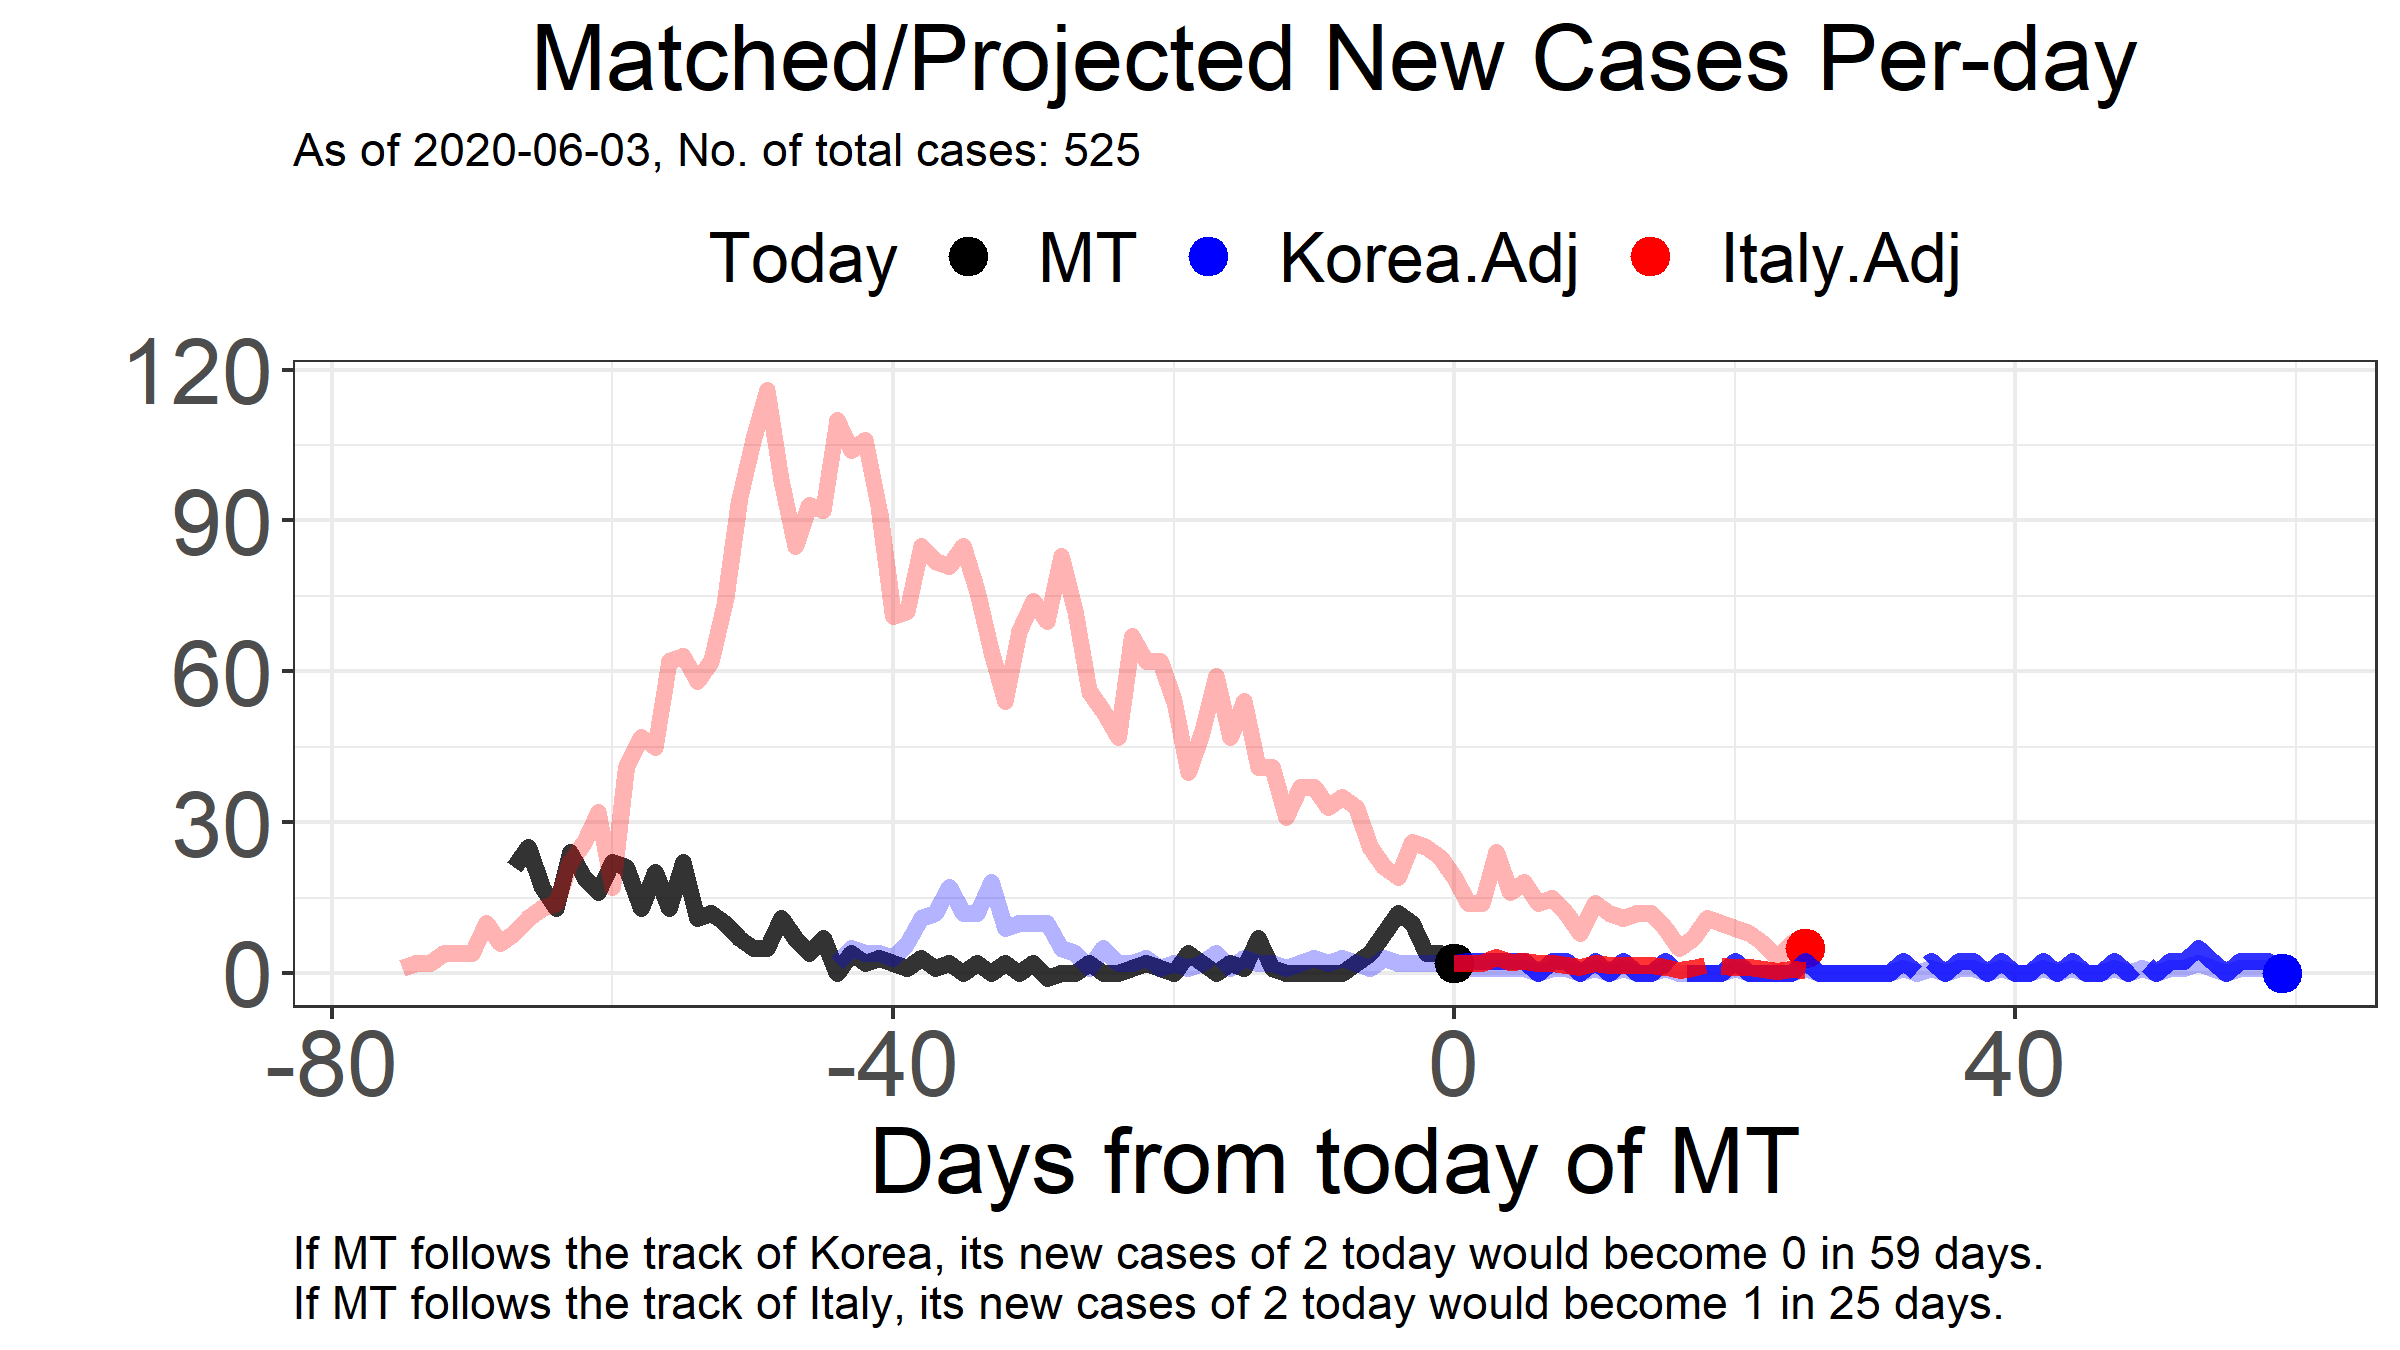 Matched/Projected New Cases Per-day
As of 2020-06-03, No. of total cases: 525
Today MT Korea.Adj Italy.Adj
120
90
60
30
0
-80 -40 0 40
Days from today of MT
If MT follows the track of Korea, its new cases of 2 today would become 0 in 59 days.
If MT follows the track of Italy, its new cases of 2 today would become 1 in 25 days.